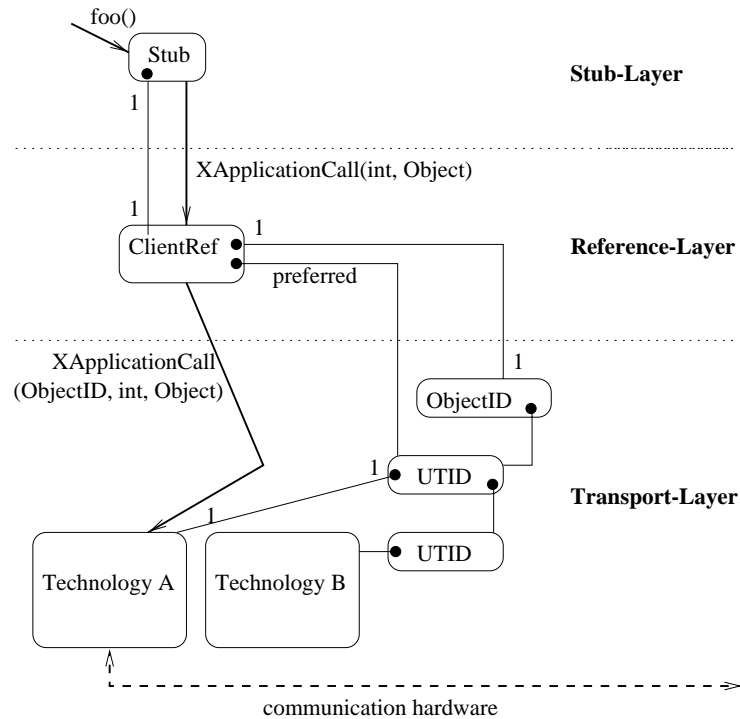 foo()
Stub
Stub-Layer
1
XApplicationCall(int, Object)
1
1
ClientRef
Reference-Layer
preferred
XApplicationCall
(ObjectID, int, Object)
1
ObjectID
1
UTID
Transport-Layer
1
UTID
Technology A
Technology B
communication hardware